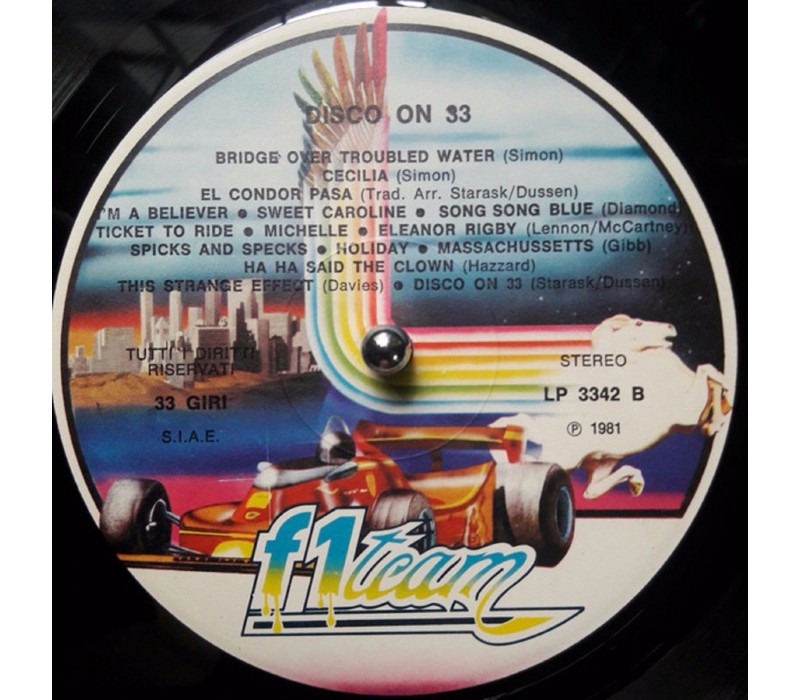 DISCO ON 33
BRIDGE OVER TROUBLED WATER (Simon)
CECILIA (Simon)
EL CONDOR PASA (Trad. Arr. Starask/Dussen)
I'M A BELIEVER ● SWEET CAROLINE ● SONG SONG BLUE (Diamond)
TICKET TO RIDE ● MICHELLE ● ELEANOR RIGBY (Lennon/McCartney)
SPICKS AND SPECKS ● HOLIDAY ● MASSACHUSSETTS (Gibb)
HA HA SAID THE CLOWN (Hazzard)
THIS STRANGE EFFECT (Davies) ● DISCO ON 33 (Starask/Dussen)
TUTTI I DIRITTI
RISERVATI
33 GIRI
S.I.A.E.
STEREO
LP 3342 B
℗ 1981
f1 team